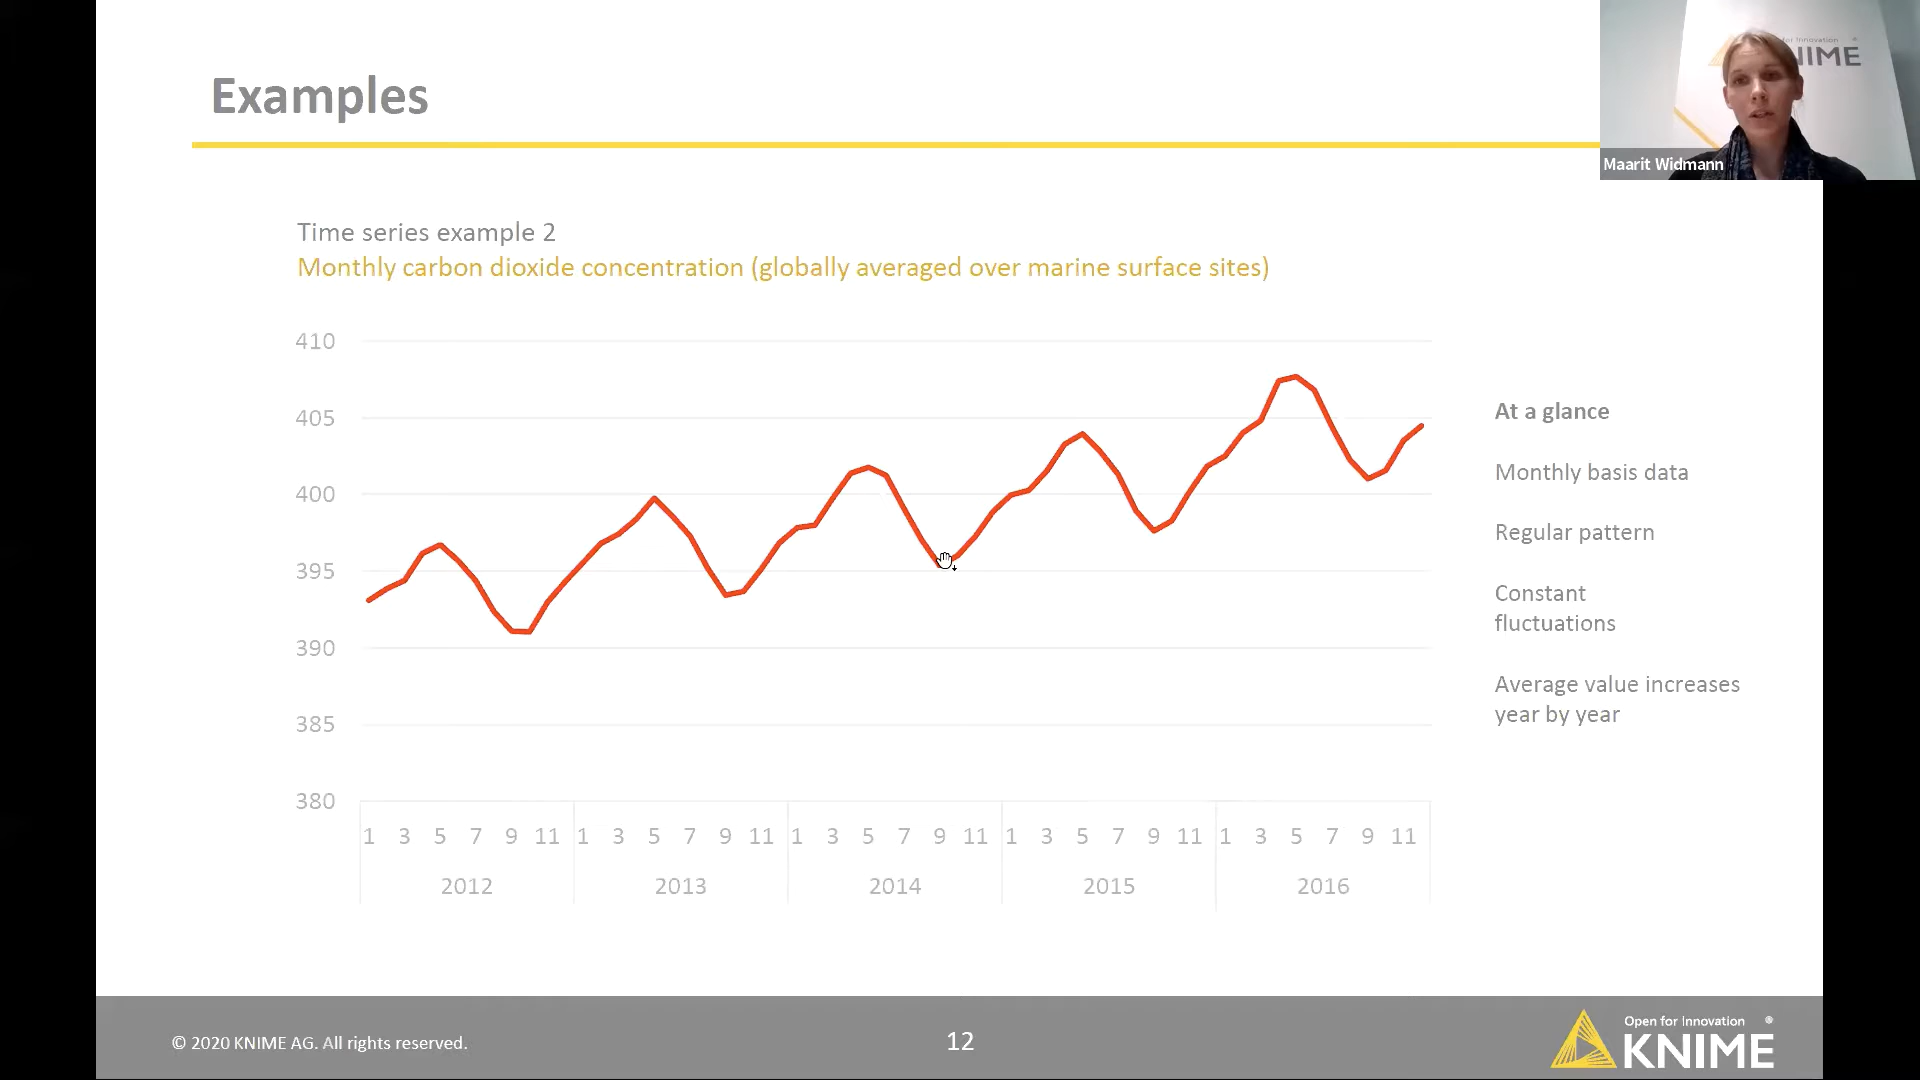 Examples
for Innovation
KNIME
Maarit Widmann
Time series example 2
Monthly carbon dioxide concentration (globally averaged over marine surface sites)
410
405
400
395
390
385
380
1 3 5 7 9 11 1 3 5 7 9 11 1 3 5 7 9 11 1 3 5 7 9 11 1 3 5 7 9 11
2012 2013 2014 2015 2016
At a glance
Monthly basis data
Regular pattern
Constant
fluctuations
Average value increases
year by year
© 2020 KNIME AG. All rights reserved.
12
Open for Innovation ®
KNIME